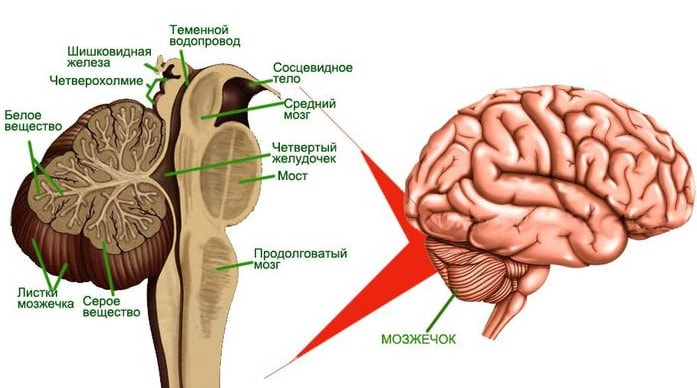 Теменной
водопровод
Шишковидная
железа
Четверохолмие
Сосцевидное
тело
Средний
мозг
Белое
вещество
Четвертый
желудочек
Мост
Продолговатый
мозг
Листки
мозжечка
Серое
вещество
МОЗЖЕЧОК